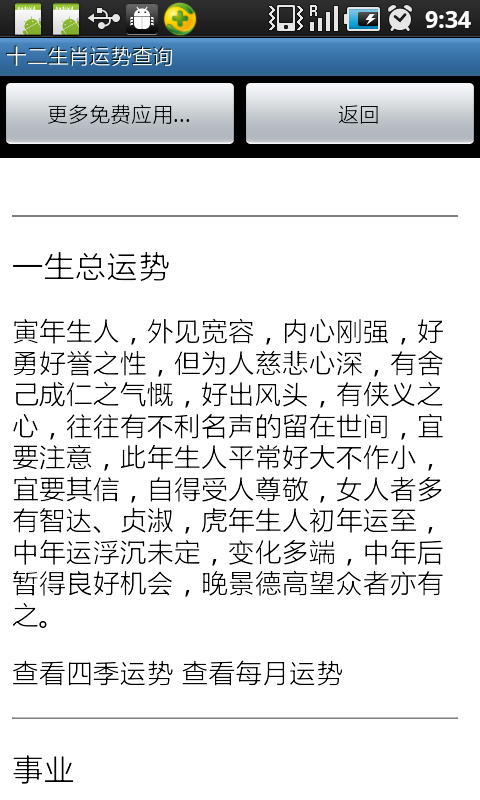 R
9:34
十二生肖运势查询
更多免费应用...
返回
一生总运势
寅年生人，外见宽容，内心刚强，好
勇好誉之性，但为人慈悲心深，有舍
己成仁之气慨，好出风头，有侠义之
心，往往有不利名声的留在世间，宜
要注意，此年生人平常好大不作小，
宜要其信，自得受人尊敬，女人者多
有智达、贞淑，虎年生人初年运至，
中年运浮沉未定，变化多端，中年后
暂得良好机会，晚景德高望众者亦有
之。
查看四季运势 查看每月运势
事业